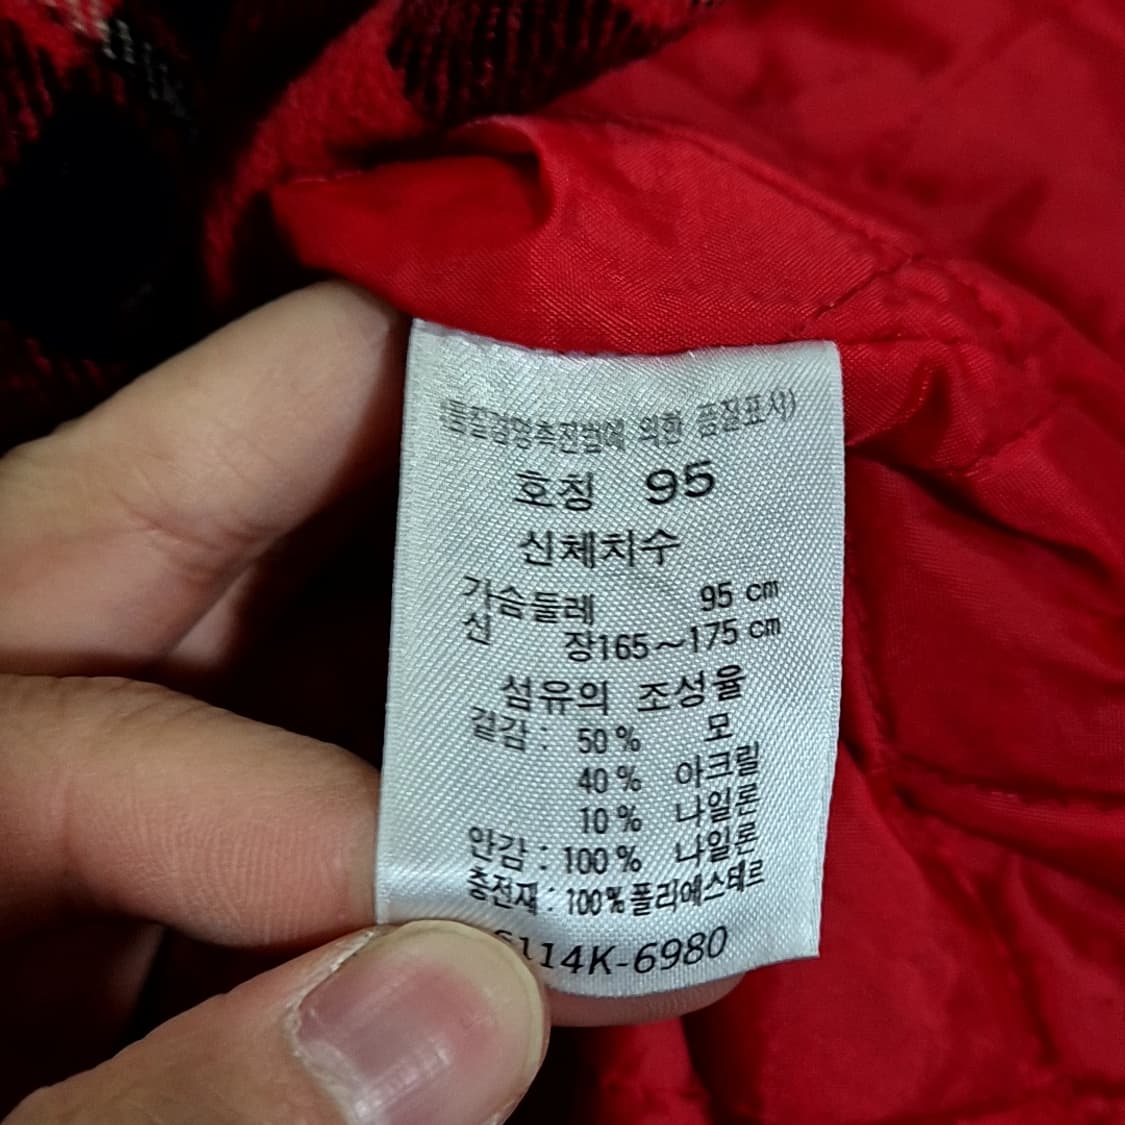 (품질경영촉진법에 의한 품질표시)
호칭 95
신체치수
가슴둘레 95 cm
신 장165~175 cm
섬유의 조성율
겉감 : 50 % 모
40 % 아크릴
10 % 나일론
안감 : 100 % 나일론
충전재 : 100 % 폴리에스테르
114K-6980